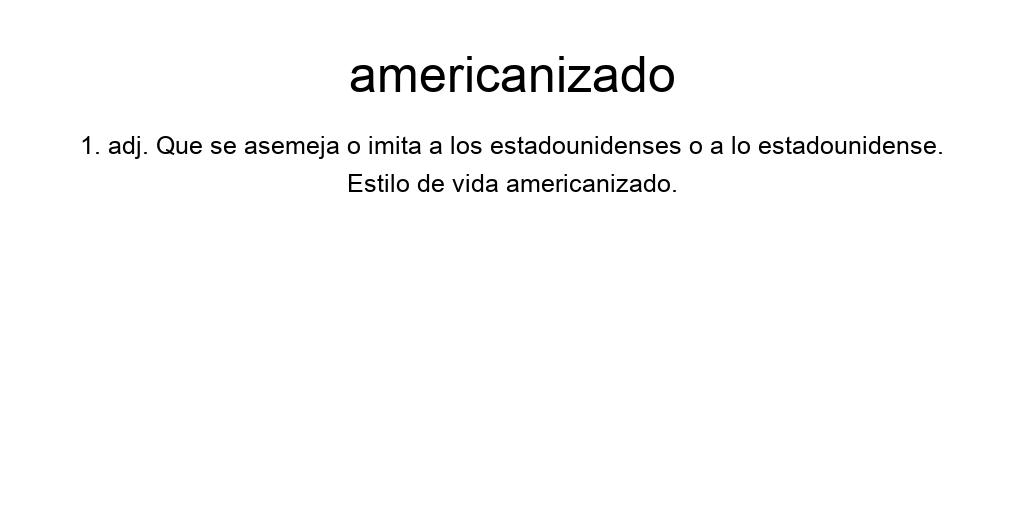 americanizado
1. adj. Que se asemeja o imita a los estadounidenses o a lo estadounidense.
Estilo de vida americanizado.